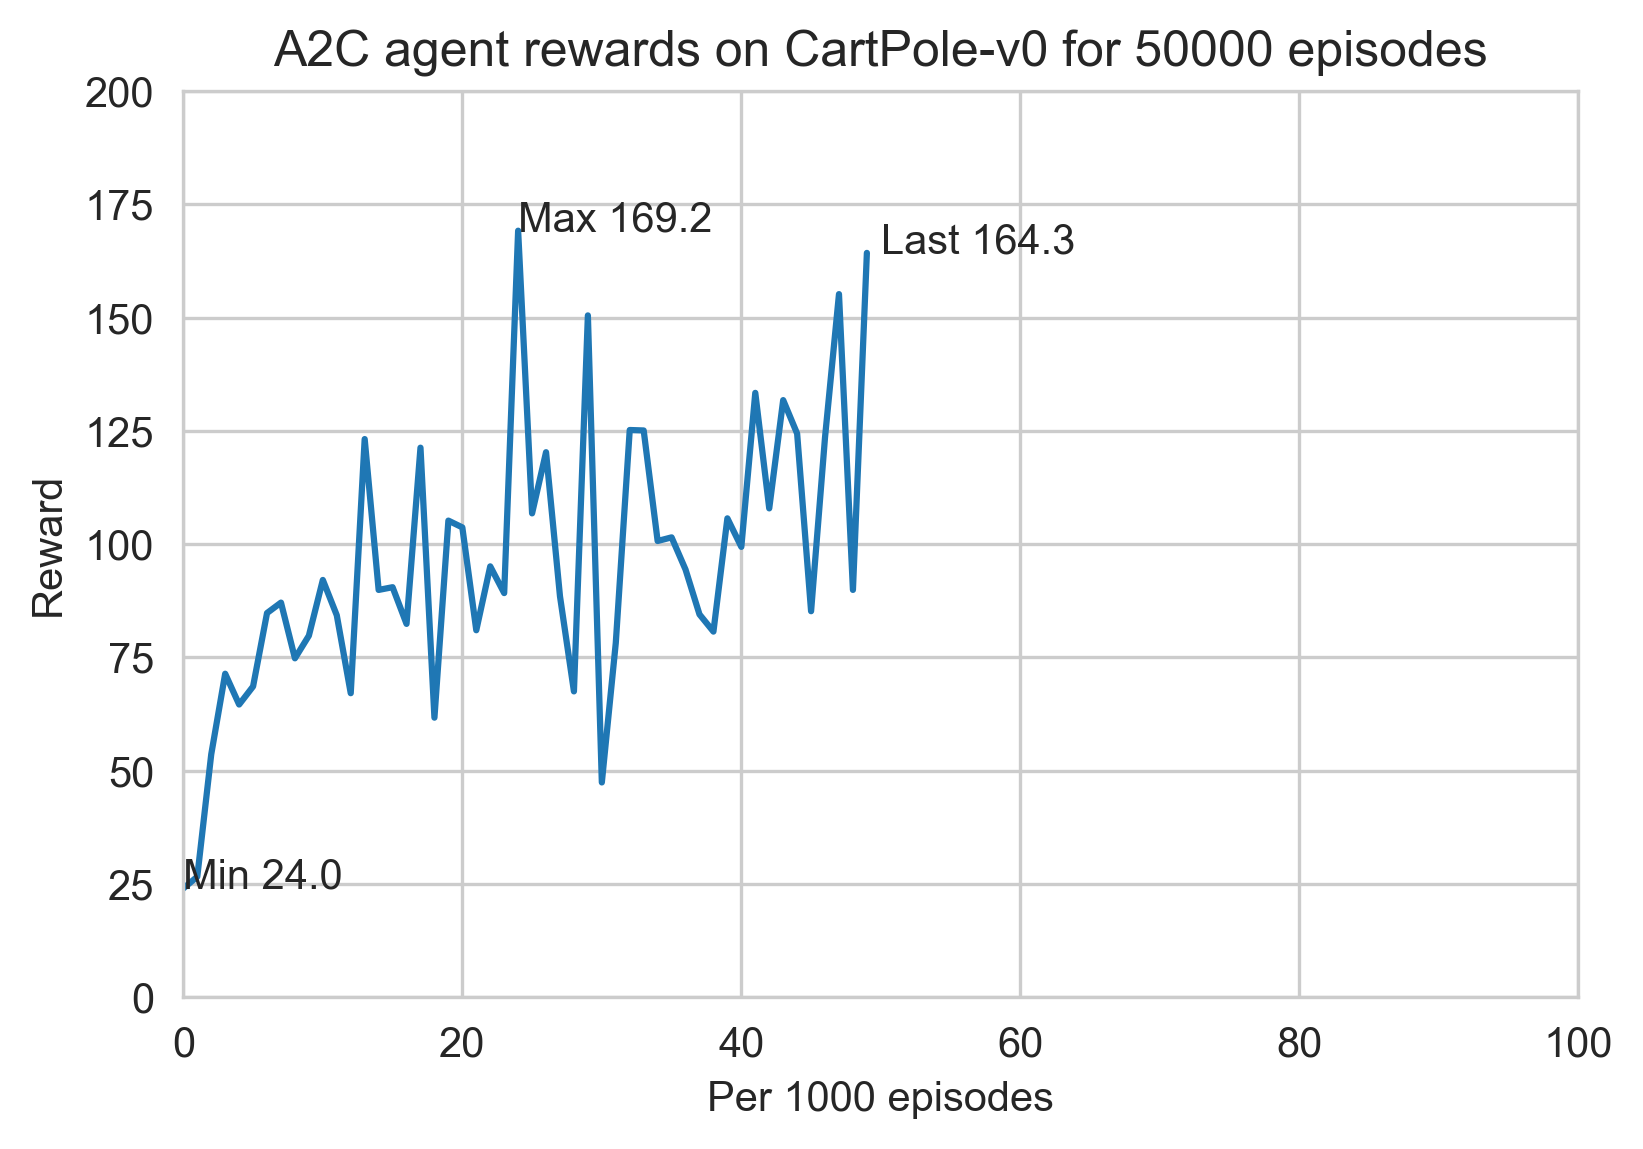 A2C agent rewards on CartPole-v0 for 50000 episodes
200
175
150
125
100
75
50
25
0
Reward
Max 169.2
Last 164.3
Min 24.0
0 20 40 60 80 100
Per 1000 episodes